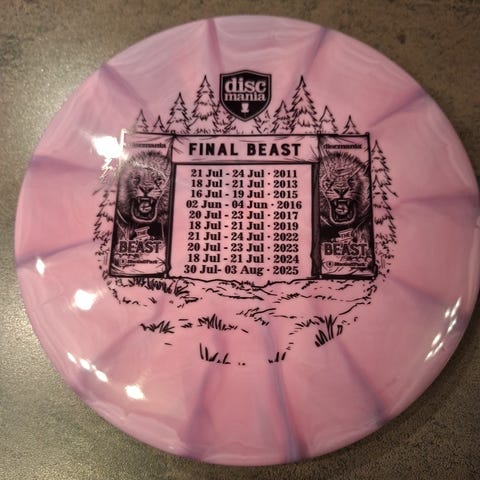 disc
mania
FINAL BEAST
discmania
discmania
21 Jul - 24 Jul · 2011
18 Jul - 21 Jul · 2013
16 Jul - 19 Jul · 2015
02 Jun - 04 Jun · 2016
20 Jul - 23 Jul · 2017
18 Jul - 21 Jul · 2019
21 Jul - 24 Jul · 2022
20 Jul - 23 Jul · 2023
18 Jul - 21 Jul · 2024
30 Jul- 03 Aug · 2025
BEAST
BEAST